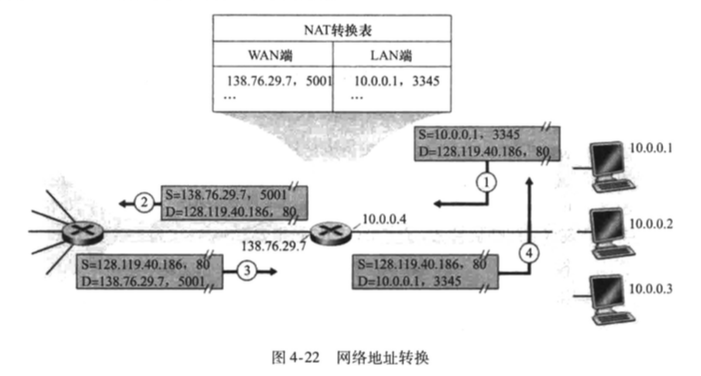 NAT转换表
WAN端 LAN端
138.76.29.7，5001 10.0.0.1，3345
… …
S=10.0.0.1，3345
D=128.119.40.186，80
10.0.0.1
1
2
S=138.76.29.7，5001
D=128.119.40.186，80
10.0.0.4
10.0.0.2
138.76.29.7
4
S=128.119.40.186，80
D=138.76.29.7，5001
3
S=128.119.40.186，80
D=10.0.0.1，3345
10.0.0.3
图4-22 网络地址转换